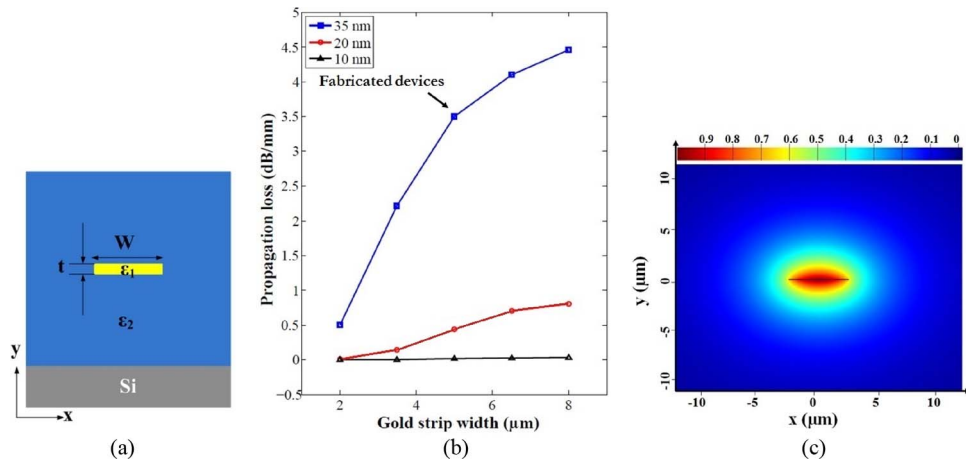 W
t
ε1
ε2
y
Si
x
(a)
35 nm
20 nm
10 nm
Fabricated devices
Propagation loss (dB/mm)
5
4.5
4
3.5
3
2.5
2
1.5
1
0.5
0
−0.5
2
4
6
8
Gold strip width (μm)
(b)
0.9 0.8 0.7 0.6 0.5 0.4 0.3 0.2 0.1 0
10
5
0
-5
-10
y (μm)
-10 -5 0 5 10
x (μm)
(c)